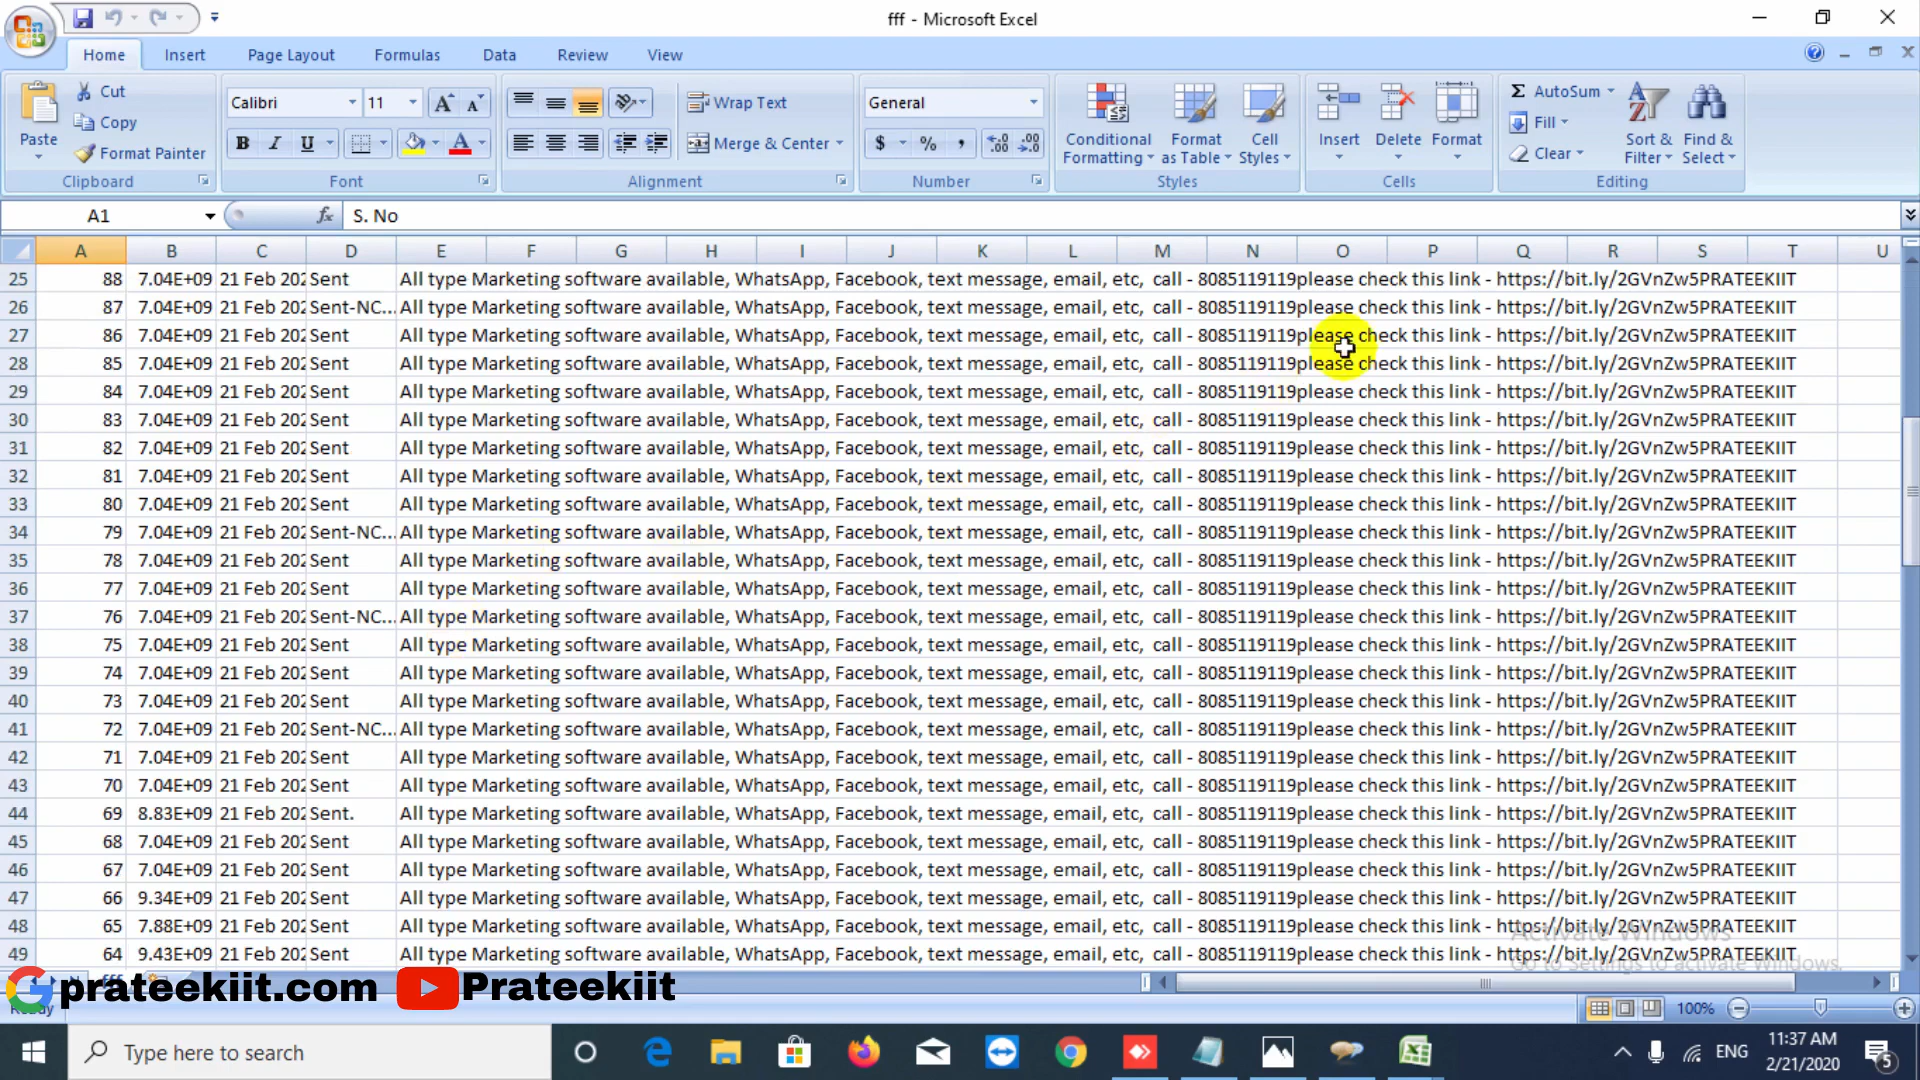 fff - Microsoft Excel
Home Insert Page Layout Formulas Data Review View
Paste Cut Copy Format Painter Clipboard
Calibri 11 B I U Font
Wrap Text Merge & Center Alignment
General $ % , Number
Conditional Formatting Format as Table Cell Styles Styles
Insert Delete Format Cells
Σ AutoSum Fill Clear Sort & Filter Find & Select Editing
A1 fx S. No
A B C D E F G H I J K L M N O P Q R S T U
25 88 7.04E+09 21 Feb 202 Sent All type Marketing software available, WhatsApp, Facebook, text message, email, etc, call - 8085119119please check this link - https://bit.ly/2GVnZw5PRATEEKIIT
26 87 7.04E+09 21 Feb 202 Sent-NC... All type Marketing software available, WhatsApp, Facebook, text message, email, etc, call - 8085119119please check this link - https://bit.ly/2GVnZw5PRATEEKIIT
27 86 7.04E+09 21 Feb 202 Sent All type Marketing software available, WhatsApp, Facebook, text message, email, etc, call - 8085119119please check this link - https://bit.ly/2GVnZw5PRATEEKIIT
28 85 7.04E+09 21 Feb 202 Sent All type Marketing software available, WhatsApp, Facebook, text message, email, etc, call - 8085119119please check this link - https://bit.ly/2GVnZw5PRATEEKIIT
29 84 7.04E+09 21 Feb 202 Sent All type Marketing software available, WhatsApp, Facebook, text message, email, etc, call - 8085119119please check this link - https://bit.ly/2GVnZw5PRATEEKIIT
30 83 7.04E+09 21 Feb 202 Sent All type Marketing software available, WhatsApp, Facebook, text message, email, etc, call - 8085119119please check this link - https://bit.ly/2GVnZw5PRATEEKIIT
31 82 7.04E+09 21 Feb 202 Sent All type Marketing software available, WhatsApp, Facebook, text message, email, etc, call - 8085119119please check this link - https://bit.ly/2GVnZw5PRATEEKIIT
32 81 7.04E+09 21 Feb 202 Sent All type Marketing software available, WhatsApp, Facebook, text message, email, etc, call - 8085119119please check this link - https://bit.ly/2GVnZw5PRATEEKIIT
33 80 7.04E+09 21 Feb 202 Sent All type Marketing software available, WhatsApp, Facebook, text message, email, etc, call - 8085119119please check this link - https://bit.ly/2GVnZw5PRATEEKIIT
34 79 7.04E+09 21 Feb 202 Sent-NC... All type Marketing software available, WhatsApp, Facebook, text message, email, etc, call - 8085119119please check this link - https://bit.ly/2GVnZw5PRATEEKIIT
35 78 7.04E+09 21 Feb 202 Sent All type Marketing software available, WhatsApp, Facebook, text message, email, etc, call - 8085119119please check this link - https://bit.ly/2GVnZw5PRATEEKIIT
36 77 7.04E+09 21 Feb 202 Sent All type Marketing software available, WhatsApp, Facebook, text message, email, etc, call - 8085119119please check this link - https://bit.ly/2GVnZw5PRATEEKIIT
37 76 7.04E+09 21 Feb 202 Sent-NC... All type Marketing software available, WhatsApp, Facebook, text message, email, etc, call - 8085119119please check this link - https://bit.ly/2GVnZw5PRATEEKIIT
38 75 7.04E+09 21 Feb 202 Sent All type Marketing software available, WhatsApp, Facebook, text message, email, etc, call - 8085119119please check this link - https://bit.ly/2GVnZw5PRATEEKIIT
39 74 7.04E+09 21 Feb 202 Sent All type Marketing software available, WhatsApp, Facebook, text message, email, etc, call - 8085119119please check this link - https://bit.ly/2GVnZw5PRATEEKIIT
40 73 7.04E+09 21 Feb 202 Sent All type Marketing software available, WhatsApp, Facebook, text message, email, etc, call - 8085119119please check this link - https://bit.ly/2GVnZw5PRATEEKIIT
41 72 7.04E+09 21 Feb 202 Sent-NC... All type Marketing software available, WhatsApp, Facebook, text message, email, etc, call - 8085119119please check this link - https://bit.ly/2GVnZw5PRATEEKIIT
42 71 7.04E+09 21 Feb 202 Sent All type Marketing software available, WhatsApp, Facebook, text message, email, etc, call - 8085119119please check this link - https://bit.ly/2GVnZw5PRATEEKIIT
43 70 7.04E+09 21 Feb 202 Sent All type Marketing software available, WhatsApp, Facebook, text message, email, etc, call - 8085119119please check this link - https://bit.ly/2GVnZw5PRATEEKIIT
44 69 8.83E+09 21 Feb 202 Sent. All type Marketing software available, WhatsApp, Facebook, text message, email, etc, call - 8085119119please check this link - https://bit.ly/2GVnZw5PRATEEKIIT
45 68 7.04E+09 21 Feb 202 Sent All type Marketing software available, WhatsApp, Facebook, text message, email, etc, call - 8085119119please check this link - https://bit.ly/2GVnZw5PRATEEKIIT
46 67 7.04E+09 21 Feb 202 Sent All type Marketing software available, WhatsApp, Facebook, text message, email, etc, call - 8085119119please check this link - https://bit.ly/2GVnZw5PRATEEKIIT
47 66 9.34E+09 21 Feb 202 Sent All type Marketing software available, WhatsApp, Facebook, text message, email, etc, call - 8085119119please check this link - https://bit.ly/2GVnZw5PRATEEKIIT
48 65 7.88E+09 21 Feb 202 Sent All type Marketing software available, WhatsApp, Facebook, text message, email, etc, call - 8085119119please check this link - https://bit.ly/2GVnZw5PRATEEKIIT
49 64 9.43E+09 21 Feb 202 Sent All type Marketing software available, WhatsApp, Facebook, text message, email, etc, call - 8085119119please check this link - https://bit.ly/2GVnZw5PRATEEKIIT
Activate Windows
Go to Settings to activate Windows.
fff
prateekiit.com Prateekiit
Ready 100%
Type here to search ENG 11:37 AM 5
2/21/2020